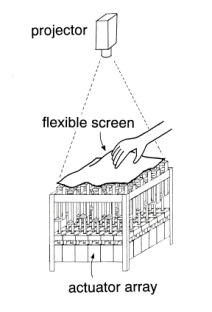 projector
flexible screen
actuator array